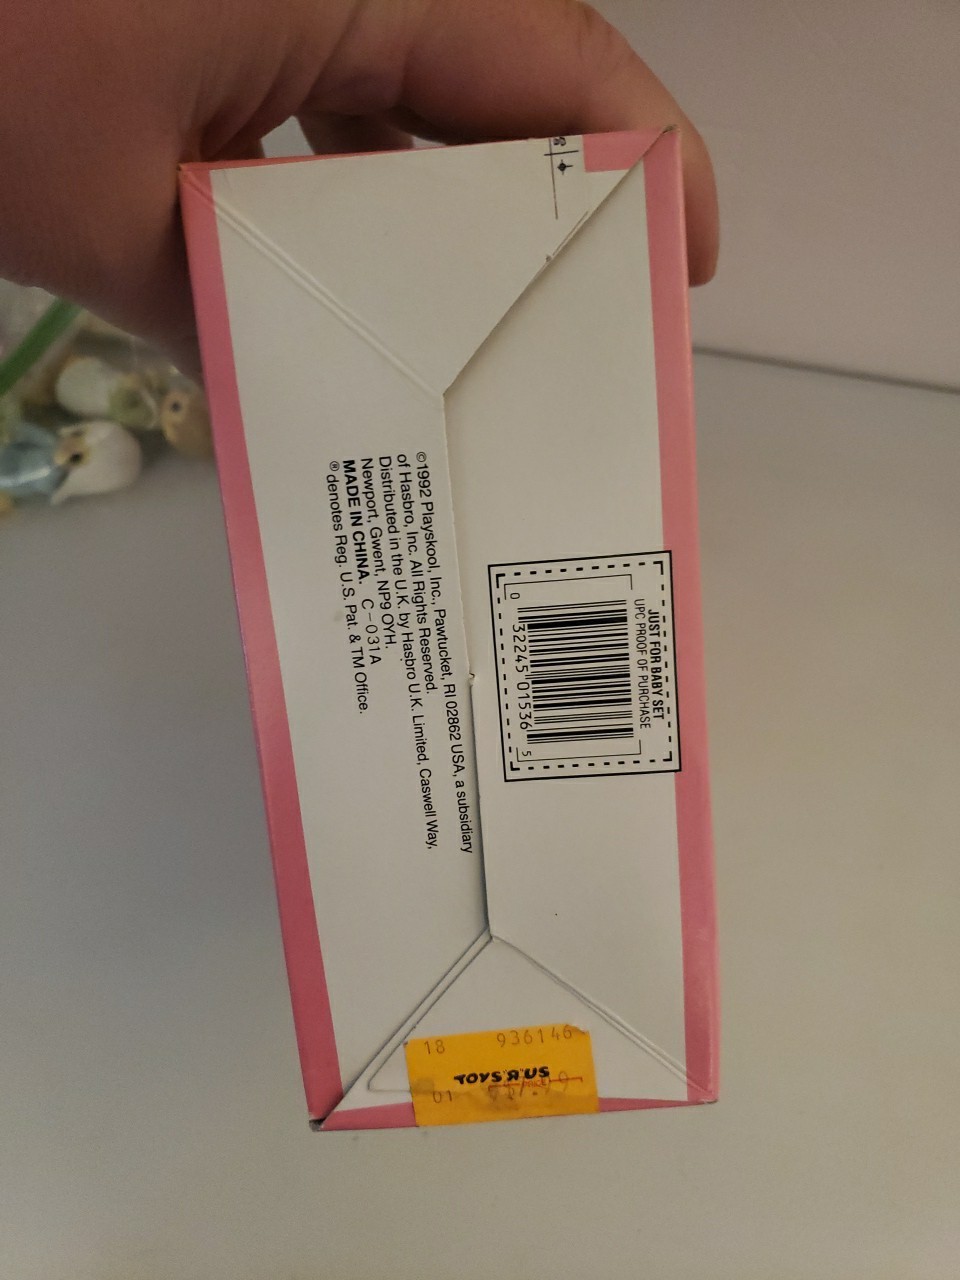 ©1992 Playskool, Inc., Pawtucket, RI 02862 USA, a subsidiary
of Hasbro, Inc. All Rights Reserved.
Distributed in the U.K. by Hasbro U.K. Limited, Caswell Way,
Newport, Gwent, NP9 OYH.
MADE IN CHINA. C-031A
® denotes Reg. U.S. Pat. & TM Office.
JUST FOR BABY SET
UPC PROOF OF PURCHASE
0 32245 01536 5
18 936146
TOYS"R"US
01